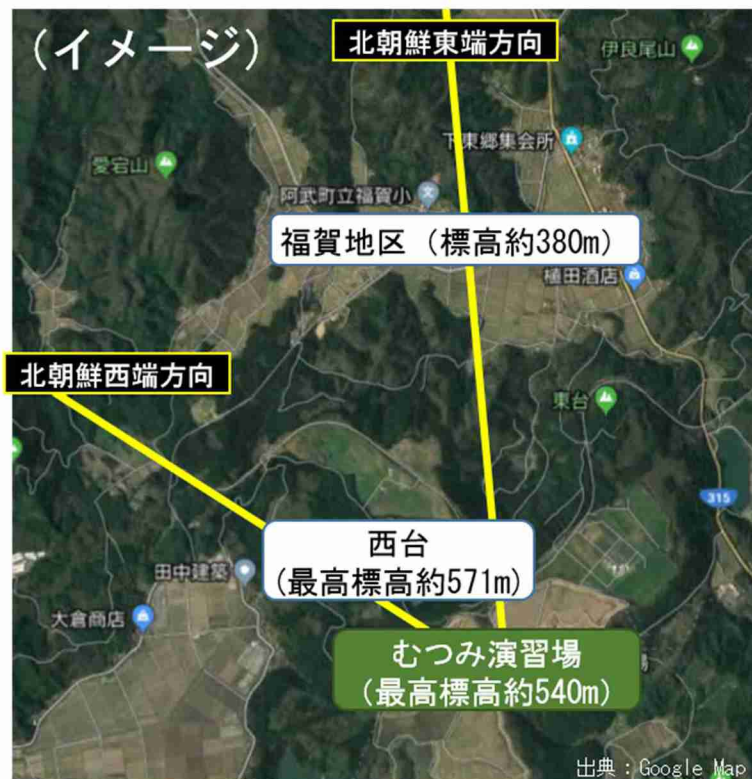 (イメージ)
北朝鮮東端方向
伊良尾山
下東郷集会所
愛宕山
阿武町立福賀小
福賀地区（標高約380m）
植田酒店
北朝鮮西端方向
東台
315
西台
（最高標高約571m）
田中建築
大倉商店
むつみ演習場
（最高標高約540m）
場
出典：Google Map